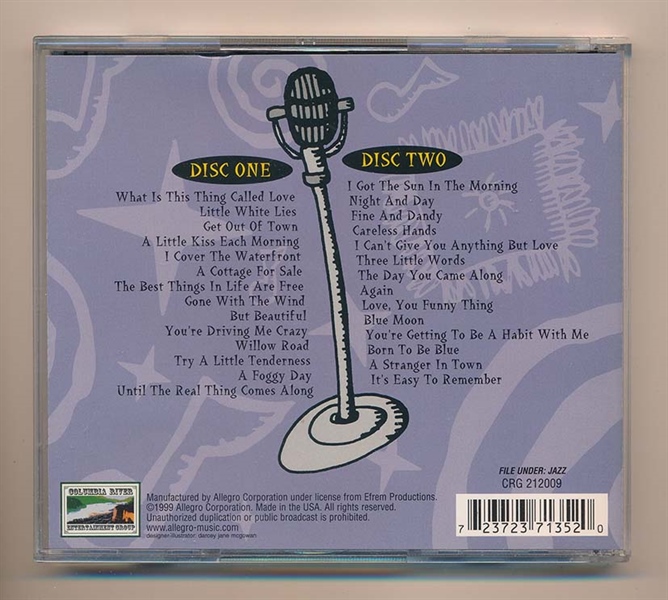 DISC ONE
What Is This Thing Called Love
Little White Lies
Get Out Of Town
A Little Kiss Each Morning
I Cover The Waterfront
A Cottage For Sale
The Best Things In Life Are Free
Gone With The Wind
But Beautiful
You're Driving Me Crazy
Willow Road
Try A Little Tenderness
A Foggy Day
Until The Real Thing Comes Along
DISC TWO
I Got The Sun In The Morning
Night And Day
Fine And Dandy
Careless Hands
I Can't Give You Anything But Love
Three Little Words
The Day You Came Along
Again
Love, You Funny Thing
Blue Moon
You're Getting To Be A Habit With Me
Born To Be Blue
A Stranger In Town
It's Easy To Remember
COLUMBIA RIVER
ENTERTAINMENT GROUP
Manufactured by Allegro Corporation under license from Efrem Productions.
©1999 Allegro Corporation. Made in the USA. All rights reserved.
Unauthorized duplication or public broadcast is prohibited.
www.allegro-music.com
designer-illustrator: darcey jane mcgowan
FILE UNDER: JAZZ
CRG 212009
7 23723 71352 0